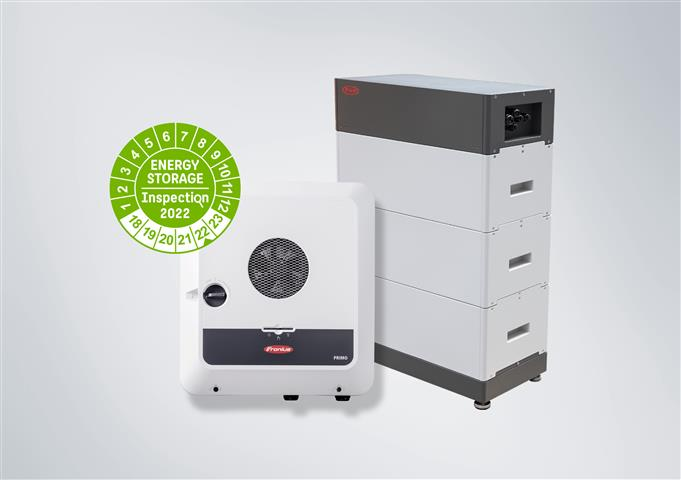 1 2 3 4 5 6 7 8 9 10 11 12
ENERGY
STORAGE
Inspection
2022
18 19 20 21 22 23
Fronius
Fronius
PRIMO